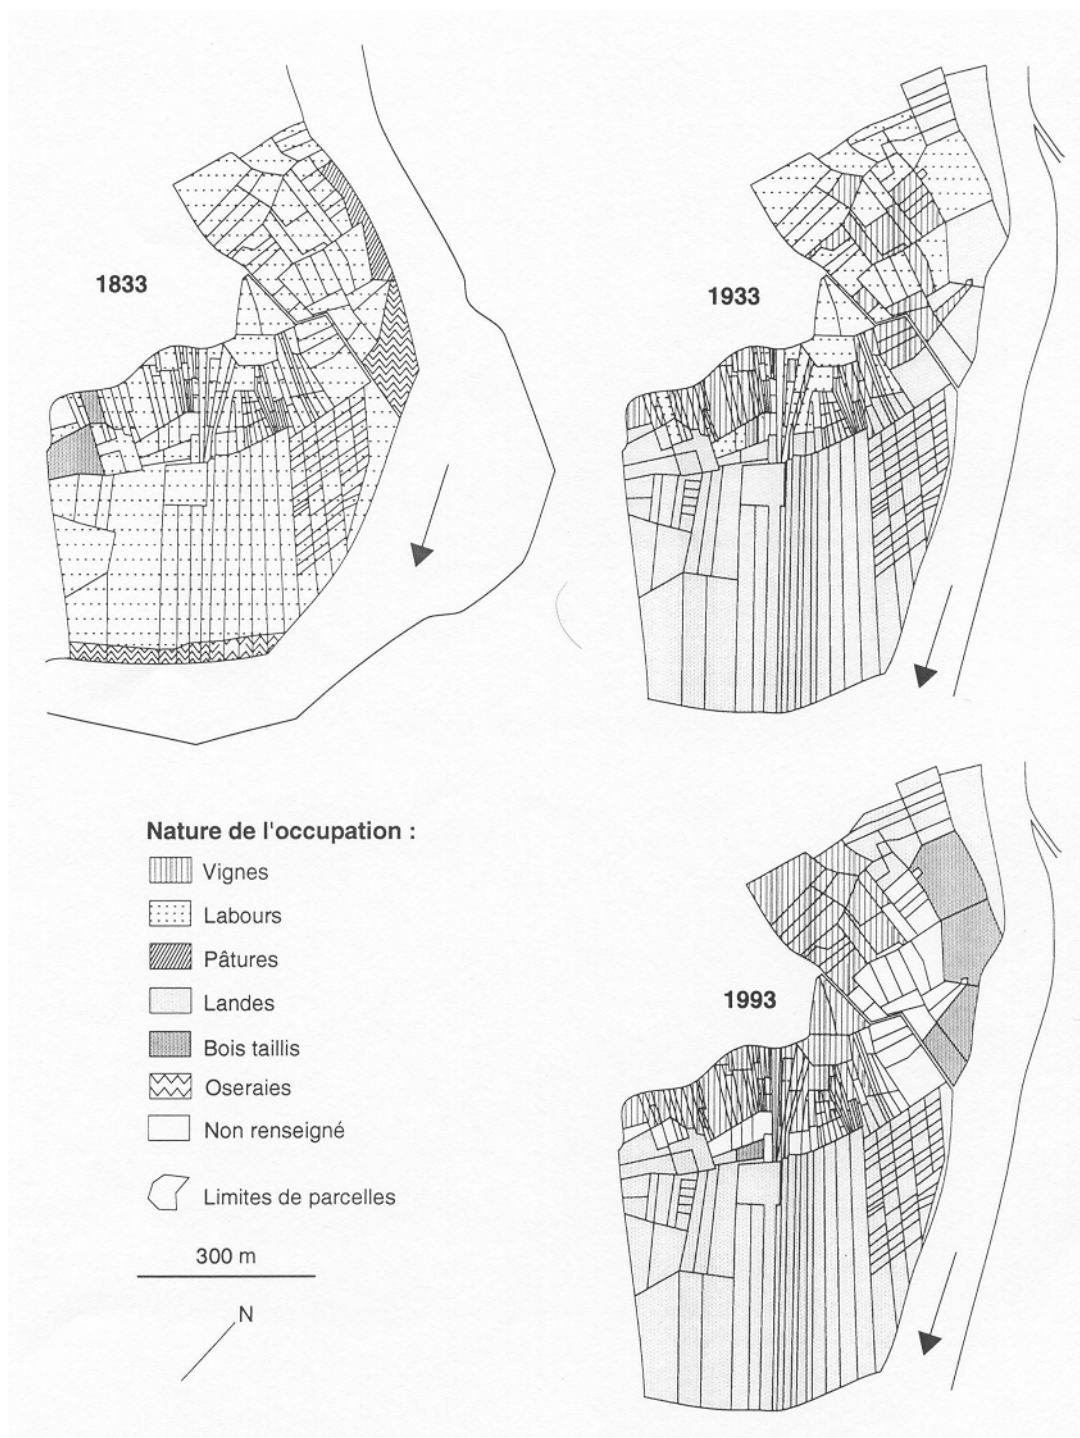 1833
1933
1993
Nature de l'occupation :
Vignes
Labours
Pâtures
Landes
Bois taillis
Oseraies
Non renseigné
Limites de parcelles
300 m
N